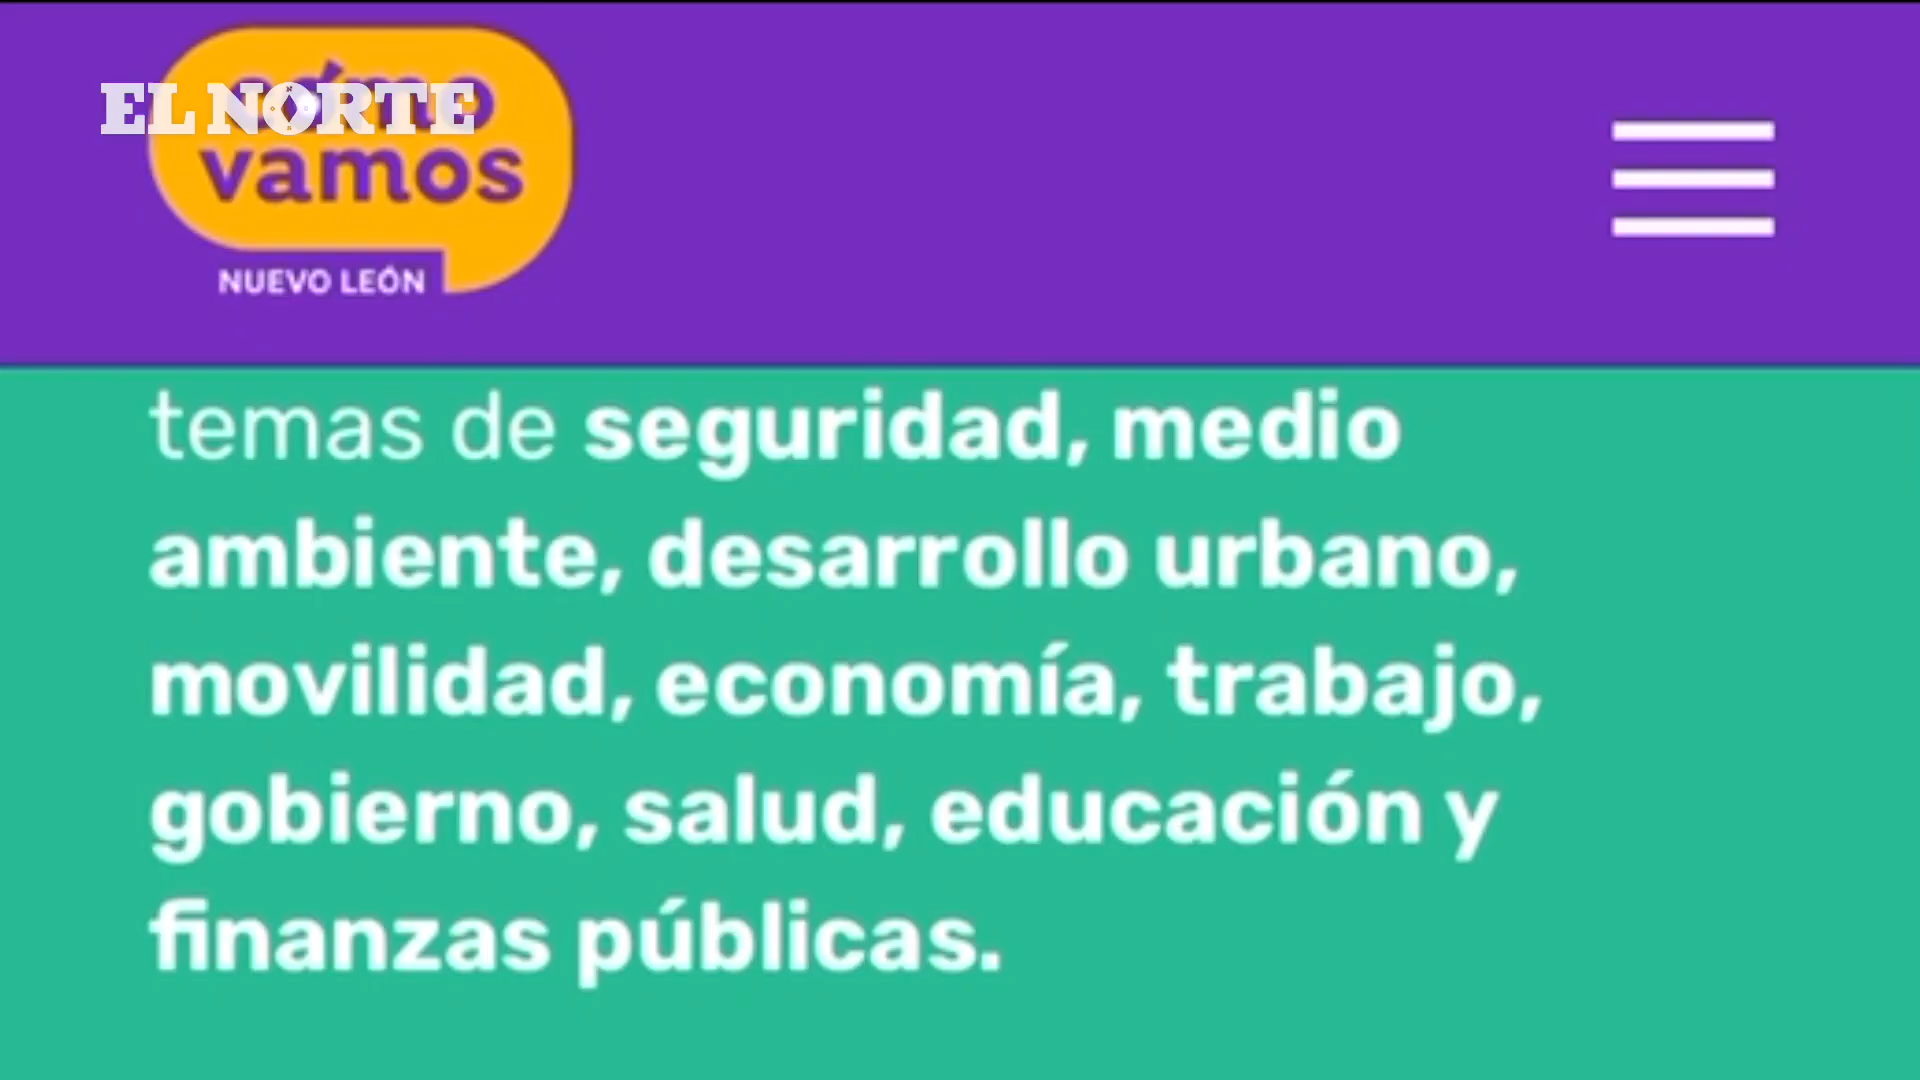 EL NORTE
cómo
vamos
NUEVO LEÓN
temas de seguridad, medio
ambiente, desarrollo urbano,
movilidad, economía, trabajo,
gobierno, salud, educación y
finanzas públicas.